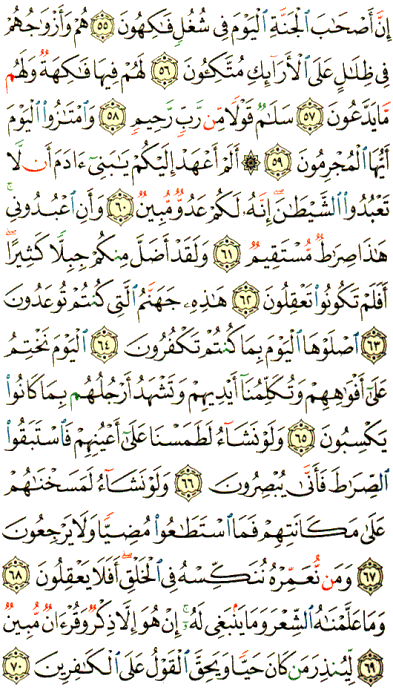 إِنَّ أَصْحَٰبَ ٱلْجَنَّةِ ٱلْيَوْمَ فِى شُغُلٍ فَٰكِهُونَ ٥٥ هُمْ وَأَزْوَٰجُهُمْ
فِى ظِلَٰلٍ عَلَى ٱلْأَرَآئِكِ مُتَّكِـُٔونَ ٥٦ لَهُمْ فِيهَا فَٰكِهَةٌ وَلَهُم
مَّا يَدَّعُونَ ٥٧ سَلَٰمٌ قَوْلًا مِّن رَّبٍّ رَّحِيمٍ ٥٨ وَٱمْتَٰزُوا۟ ٱلْيَوْمَ
أَيُّهَا ٱلْمُجْرِمُونَ ٥٩ ۞ أَلَمْ أَعْهَدْ إِلَيْكُمْ يَٰبَنِىٓ ءَادَمَ أَن لَّا
تَعْبُدُوا۟ ٱلشَّيْطَٰنَ ۖ إِنَّهُۥ لَكُمْ عَدُوٌّ مُّبِينٌ ٦٠ وَأَنِ ٱعْبُدُونِى ۚ
هَٰذَا صِرَٰطٌ مُّسْتَقِيمٌ ٦١ وَلَقَدْ أَضَلَّ مِنكُمْ جِبِلًّا كَثِيرًا ۖ
أَفَلَمْ تَكُونُوا۟ تَعْقِلُونَ ٦٢ هَٰذِهِۦ جَهَنَّمُ ٱلَّتِى كُنتُمْ تُوعَدُونَ
٦٣ ٱصْلَوْهَا ٱلْيَوْمَ بِمَا كُنتُمْ تَكْفُرُونَ ٦٤ ٱلْيَوْمَ نَخْتِمُ
عَلَىٰٓ أَفْوَٰهِهِمْ وَتُكَلِّمُنَآ أَيْدِيهِمْ وَتَشْهَدُ أَرْجُلُهُم بِمَا كَانُوا۟
يَكْسِبُونَ ٦٥ وَلَوْ نَشَآءُ لَطَمَسْنَا عَلَىٰٓ أَعْيُنِهِمْ فَٱسْتَبَقُوا۟
ٱلصِّرَٰطَ فَأَنَّىٰ يُبْصِرُونَ ٦٦ وَلَوْ نَشَآءُ لَمَسَخْنَٰهُمْ
عَلَىٰ مَكَانَتِهِمْ فَمَا ٱسْتَطَٰعُوا۟ مُضِيًّا وَلَا يَرْجِعُونَ
٦٧ وَمَن نُّعَمِّرْهُ نُنَكِّسْهُ فِى ٱلْخَلْقِ ۖ أَفَلَا يَعْقِلُونَ ٦٨
وَمَا عَلَّمْنَٰهُ ٱلشِّعْرَ وَمَا يَنۢبَغِى لَهُۥٓ ۚ إِنْ هُوَ إِلَّا ذِكْرٌ وَقُرْءَانٌ مُّبِينٌ
٦٩ لِّيُنذِرَ مَن كَانَ حَيًّا وَيَحِقَّ ٱلْقَوْلُ عَلَى ٱلْكَٰفِرِينَ ٧٠